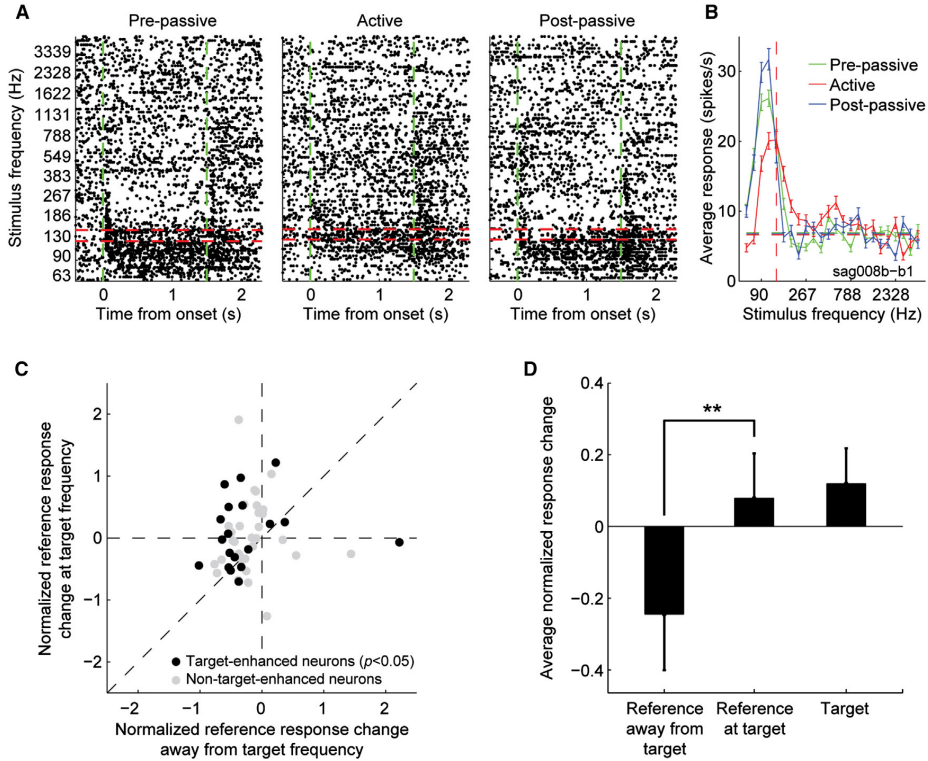 A
Pre-passive
Active
Post-passive
Stimulus frequency (Hz)
3339
2328
1622
1131
788
549
383
267
186
130
90
63
0 1 2
0 1 2
0 1 2
Time from onset (s)
Time from onset (s)
Time from onset (s)
B
Average response (spikes/s)
30
20
10
0
Pre-passive
Active
Post-passive
sag008b−b1
90 267 788 2328
Stimulus frequency (Hz)
C
Normalized reference response
change at target frequency
2
1
0
−1
−2
Target-enhanced neurons (p<0.05)
Non-target-enhanced neurons
−2 −1 0 1 2
Normalized reference response change
away from target frequency
D
Average normalized response change
0.4
0.2
0
−0.2
−0.4
**
Reference
away from
target
Reference
at target
Target